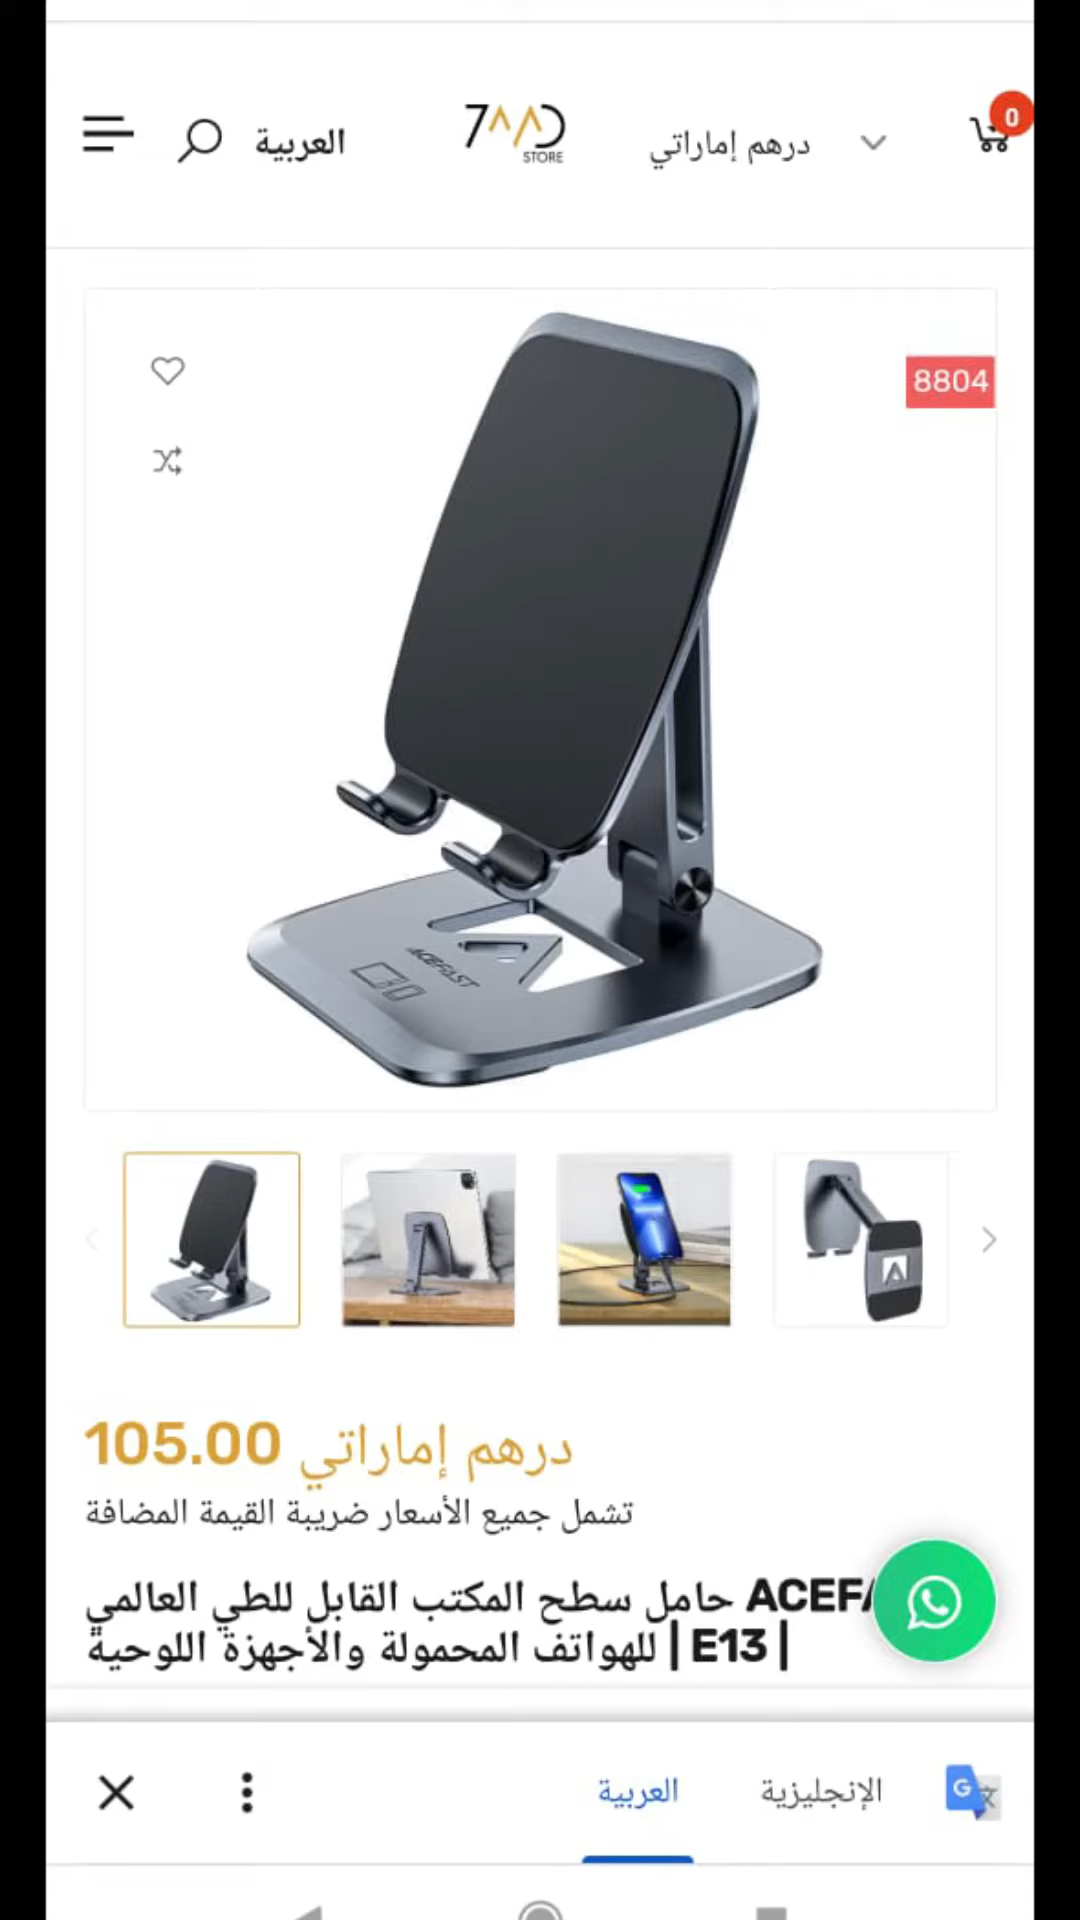 العربية
7AMD
STORE
درهم إماراتي
0
8804
ACEFAST
105.00 درهم إماراتي
تشمل جميع الأسعار ضريبة القيمة المضافة
حامل سطح المكتب القابل للطي العالمي
للهواتف المحمولة والأجهزة اللوحية | E13 |
العربية
الإنجليزية
G